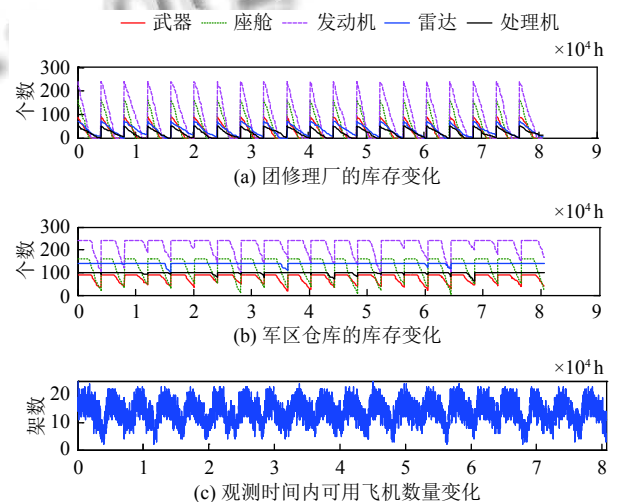 武器 座舱 发动机 雷达 处理机
×10⁴ h
300
200
100
0
个数
0 1 2 3 4 5 6 7 8 9
(a) 团修理厂的库存变化
×10⁴ h
300
200
100
0
个数
0 1 2 3 4 5 6 7 8 9
(b) 军区仓库的库存变化
×10⁴ h
20
10
0
架数
0 1 2 3 4 5 6 7 8
(c) 观测时间内可用飞机数量变化